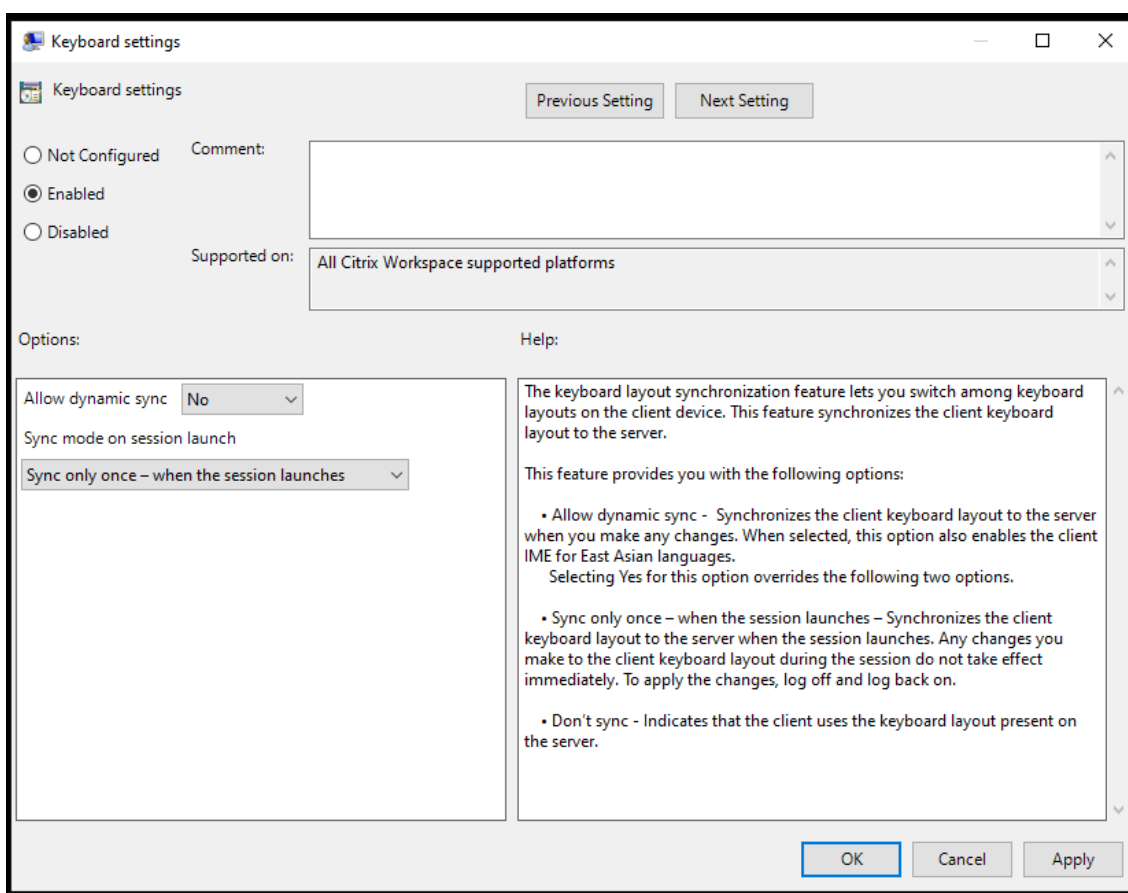 Keyboard settings
Keyboard settings
Previous Setting
Next Setting
Not Configured
Comment:
Enabled
Disabled
Supported on:
All Citrix Workspace supported platforms
Options:
Help:
Allow dynamic sync
No
Sync mode on session launch
Sync only once – when the session launches
The keyboard layout synchronization feature lets you switch among keyboard
layouts on the client device. This feature synchronizes the client keyboard
layout to the server.
This feature provides you with the following options:
• Allow dynamic sync -  Synchronizes the client keyboard layout to the server
when you make any changes. When selected, this option also enables the client
IME for East Asian languages.
Selecting Yes for this option overrides the following two options.
• Sync only once – when the session launches – Synchronizes the client
keyboard layout to the server when the session launches. Any changes you
make to the client keyboard layout during the session do not take effect
immediately. To apply the changes, log off and log back on.
• Don’t sync - Indicates that the client uses the keyboard layout present on
the server.
OK
Cancel
Apply